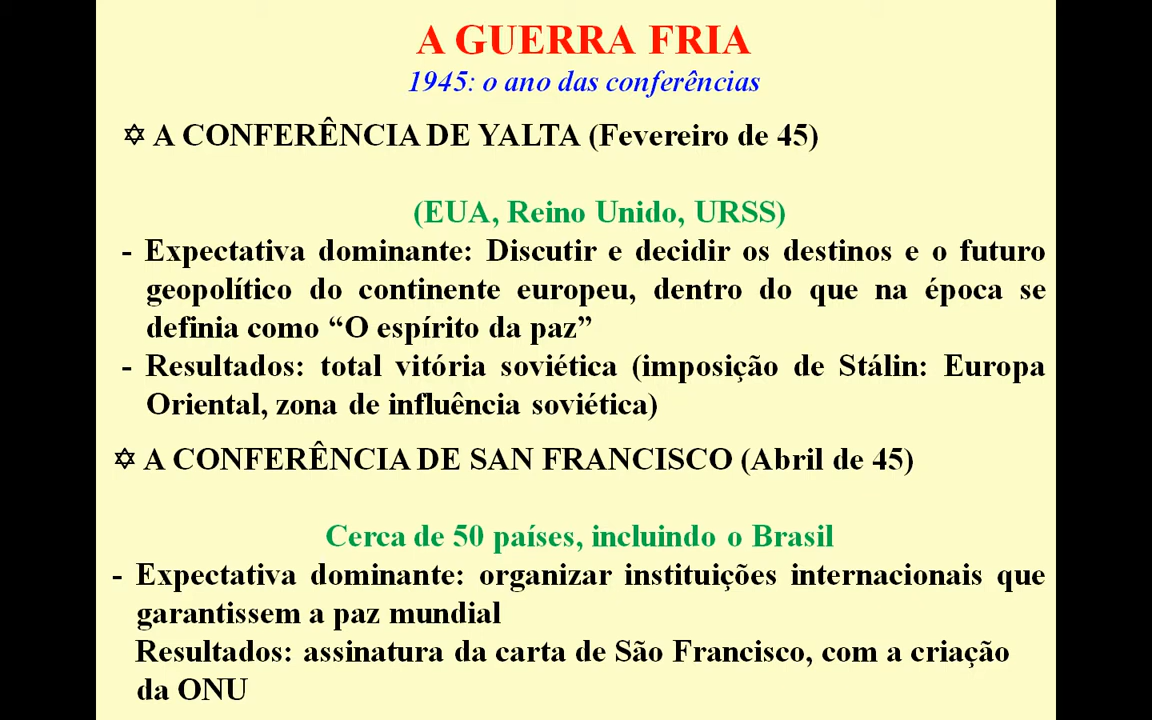 A GUERRA FRIA
1945: o ano das conferências
✡ A CONFERÊNCIA DE YALTA (Fevereiro de 45)
(EUA, Reino Unido, URSS)
- Expectativa dominante: Discutir e decidir os destinos e o futuro
geopolítico do continente europeu, dentro do que na época se
definia como “O espírito da paz”
- Resultados: total vitória soviética (imposição de Stálin: Europa
Oriental, zona de influência soviética)
✡ A CONFERÊNCIA DE SAN FRANCISCO (Abril de 45)
Cerca de 50 países, incluindo o Brasil
- Expectativa dominante: organizar instituições internacionais que
garantissem a paz mundial
Resultados: assinatura da carta de São Francisco, com a criação
da ONU